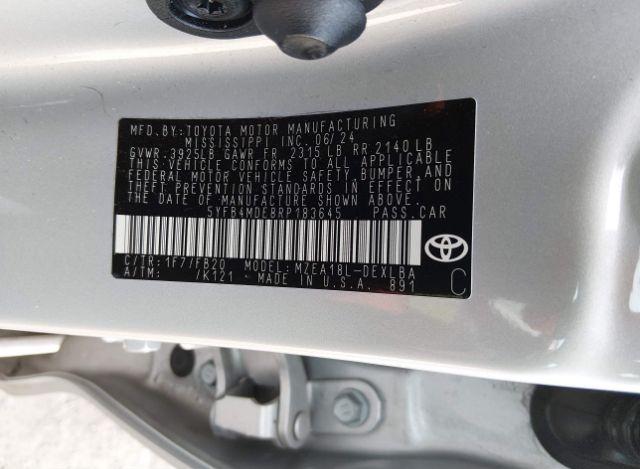 MFD.BY:TOYOTA MOTOR MANUFACTURING
MISSISSIPPI INC. 06/24
GVWR.3925LB GAWR FR.2315LB RR.2140LB
THIS VEHICLE CONFORMS TO ALL APPLICABLE
FEDERAL MOTOR VEHICLE SAFETY,BUMPER,AND
THEFT PREVENTION STANDARDS IN EFFECT ON
THE DATE OF MANUFACTURE SHOWN ABOVE.
5YFB4MDE8RP183645 PASS.CAR
C/TR:1F7/FB20 MODEL:MZEA18L-DEXLBA
A/TM: /K121 MADE IN U.S.A. 891
C